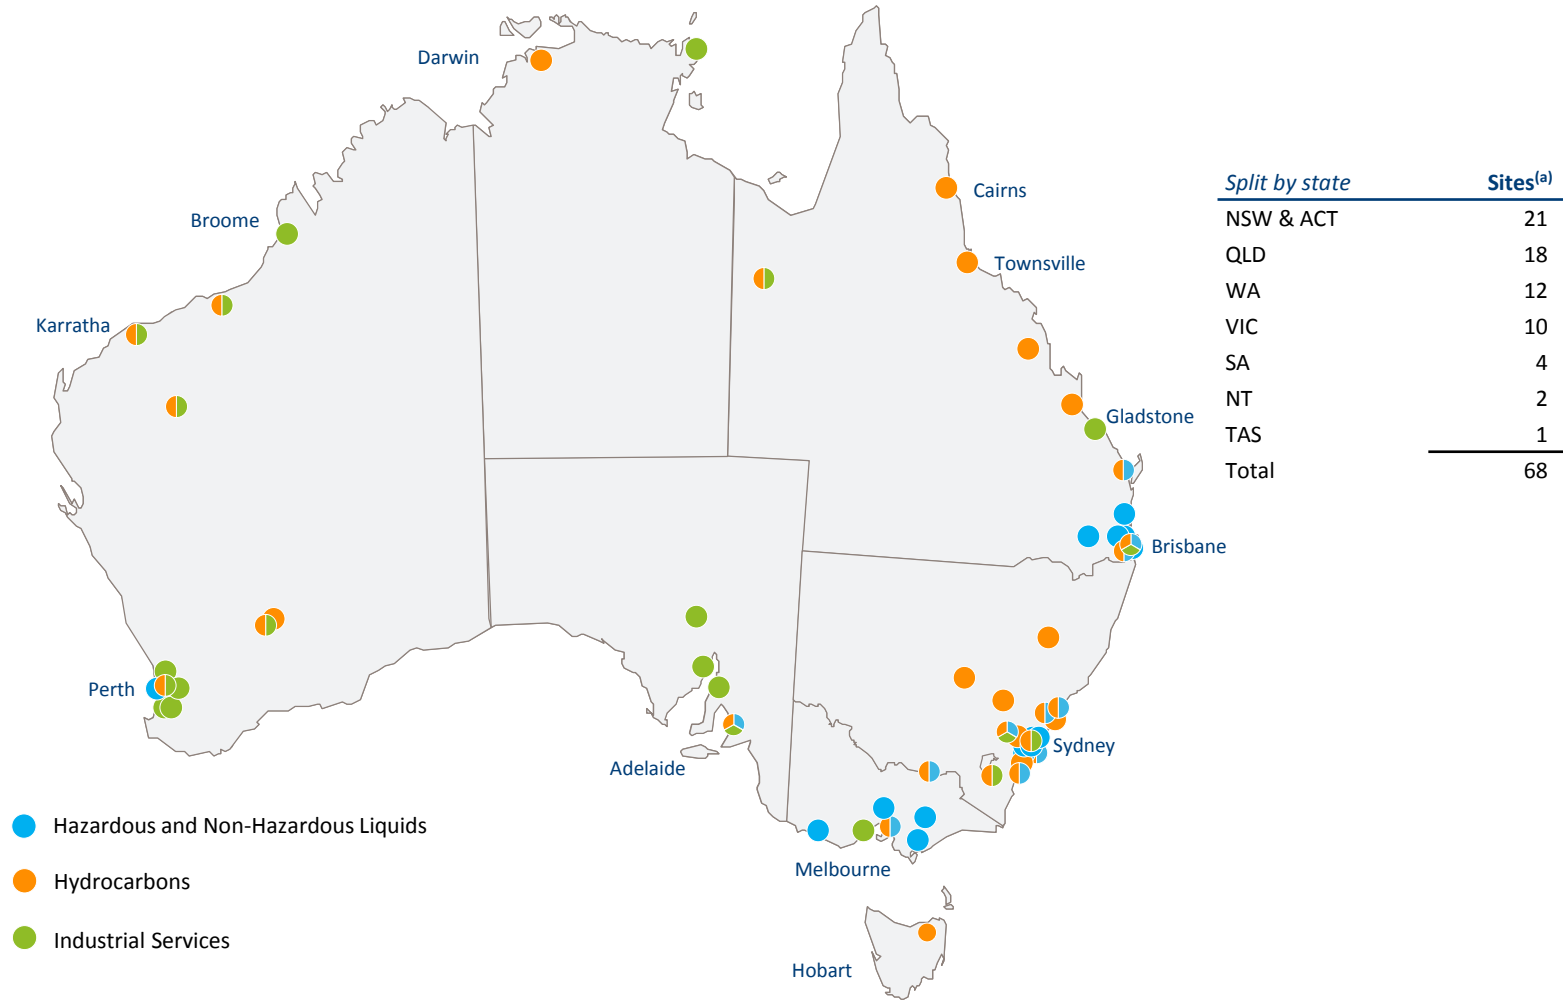 Darwin
Cairns
Split by state Sites(a)
NSW & ACT 21
Broome
QLD 18
Townsville
WA 12
Karratha
VIC 10
SA 4
NT 2
Gladstone
TAS 1
Total 68
Brisbane
Perth
Sydney
Adelaide
Hazardous and Non-Hazardous Liquids
Melbourne
Hydrocarbons
Industrial Services
Hobart